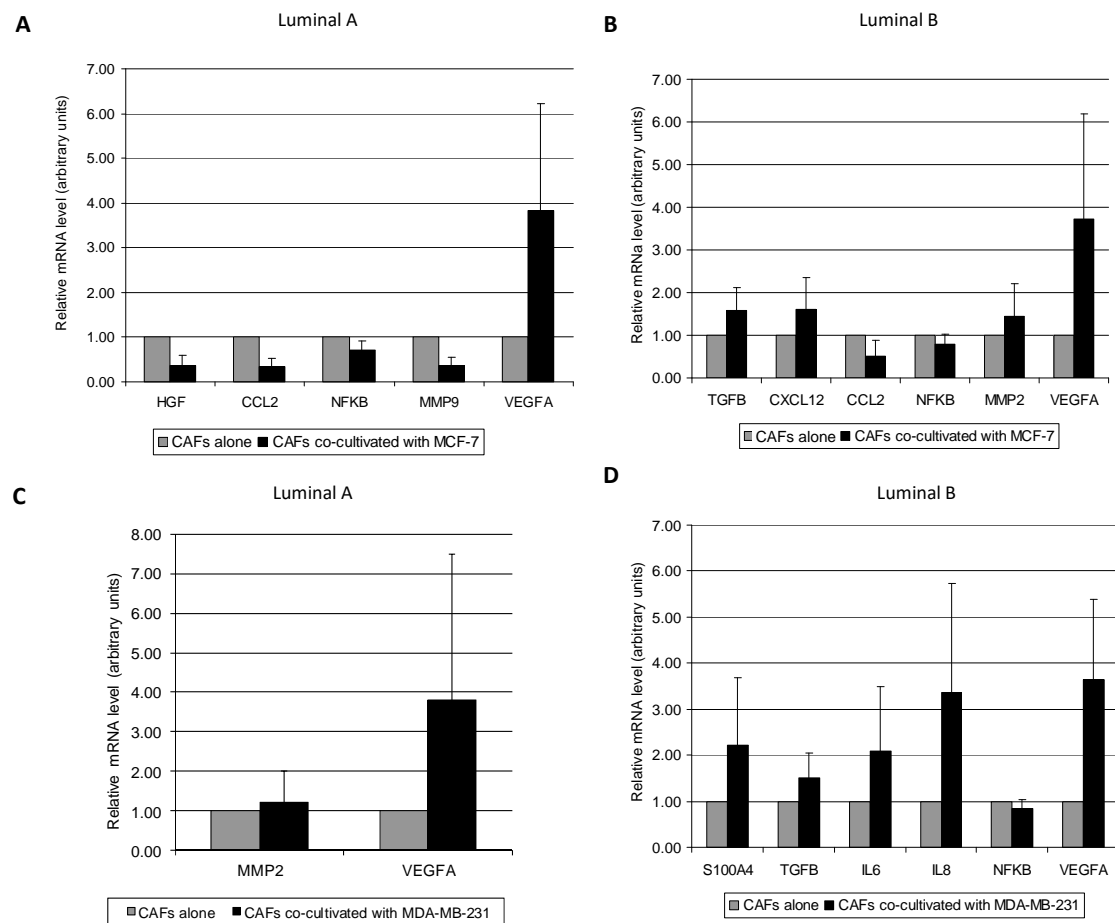 A
Luminal A
Relative mRNA level (arbitrary units)
7.00
6.00
5.00
4.00
3.00
2.00
1.00
0.00
HGF CCL2 NFKB MMP9 VEGFA
CAFs alone CAFs co-cultivated with MCF-7
B
Luminal B
Relative mRNa level (arbitrary units)
7.00
6.00
5.00
4.00
3.00
2.00
1.00
0.00
TGFB CXCL12 CCL2 NFKB MMP2 VEGFA
CAFs alone CAFs co-cultivated with MCF-7
C
Luminal A
Relative mRNA level (arbitrary units)
8.00
7.00
6.00
5.00
4.00
3.00
2.00
1.00
0.00
MMP2 VEGFA
CAFs alone CAFs co-cultivated with MDA-MB-231
D
Luminal B
Relative mRNA level (arbitrary units)
7.00
6.00
5.00
4.00
3.00
2.00
1.00
0.00
S100A4 TGFB IL6 IL8 NFKB VEGFA
CAFs alone CAFs co-cultivated with MDA-MB-231